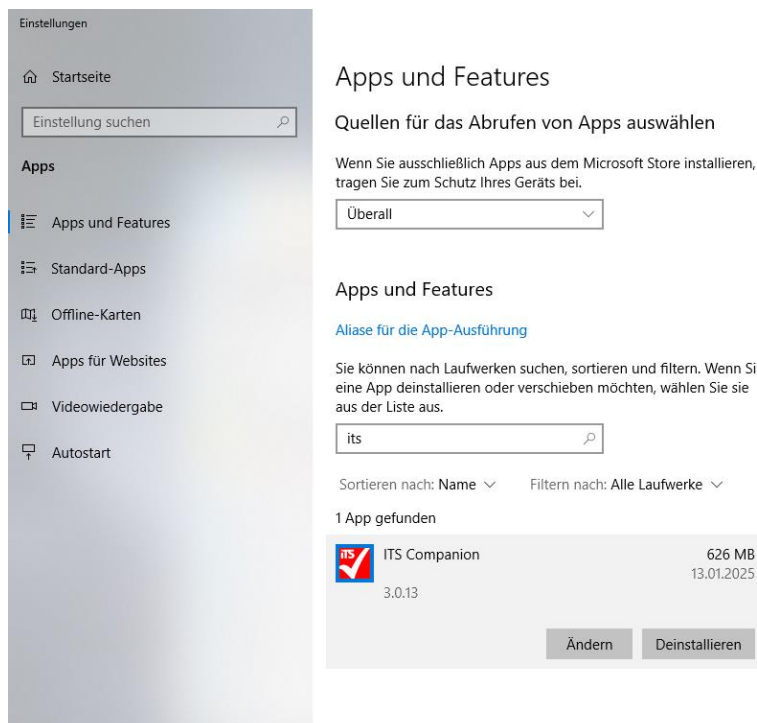 Einstellungen
Startseite
Einstellung suchen
Apps
Apps und Features
Standard-Apps
Offline-Karten
Apps für Websites
Videowiedergabe
Autostart
Apps und Features
Quellen für das Abrufen von Apps auswählen
Wenn Sie ausschließlich Apps aus dem Microsoft Store installieren,
tragen Sie zum Schutz Ihres Geräts bei.
Überall
Apps und Features
Aliase für die App-Ausführung
Sie können nach Laufwerken suchen, sortieren und filtern. Wenn Si
eine App deinstallieren oder verschieben möchten, wählen Sie sie
aus der Liste aus.
its
Sortieren nach: Name Filtern nach: Alle Laufwerke
1 App gefunden
iTS
ITS Companion 626 MB
13.01.2025
3.0.13
Ändern Deinstallieren